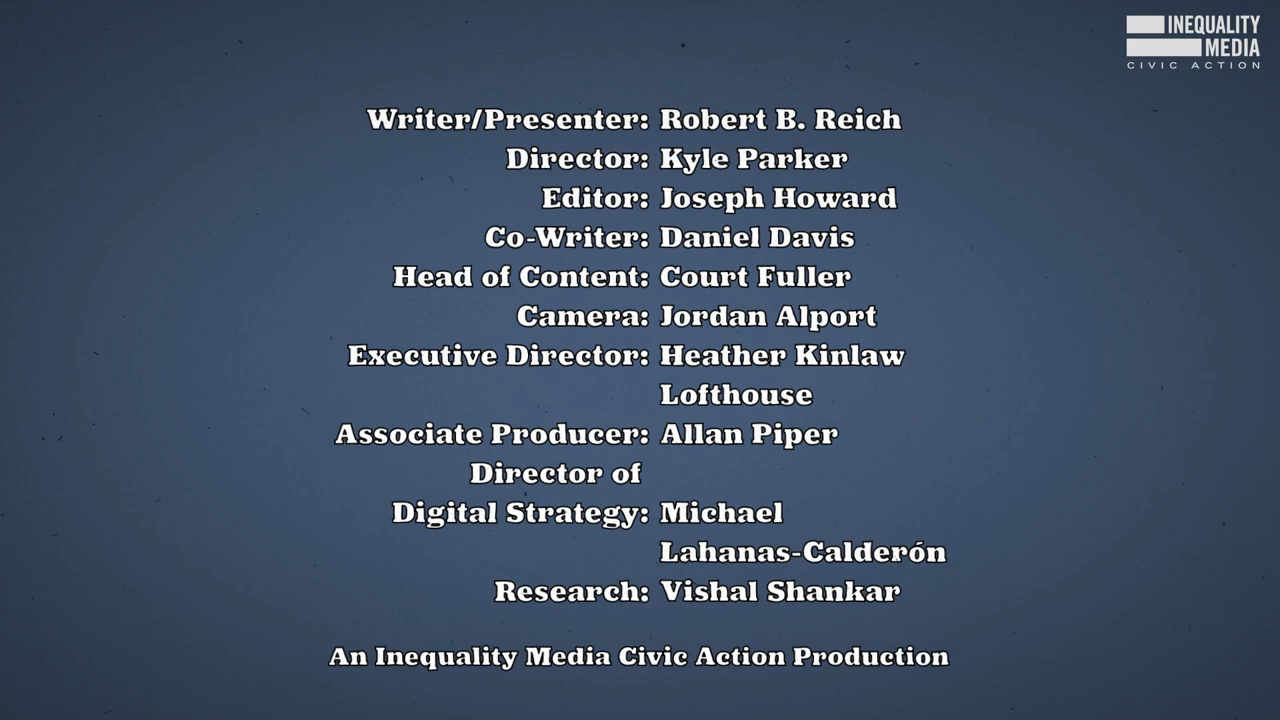 INEQUALITY
MEDIA
CIVIC ACTION
Writer/Presenter: Robert B. Reich
Director: Kyle Parker
Editor: Joseph Howard
Co-Writer: Daniel Davis
Head of Content: Court Fuller
Camera: Jordan Alport
Executive Director: Heather Kinlaw
Lofthouse
Associate Producer: Allan Piper
Director of
Digital Strategy: Michael
Lahanas-Calderón
Research: Vishal Shankar
An Inequality Media Civic Action Production